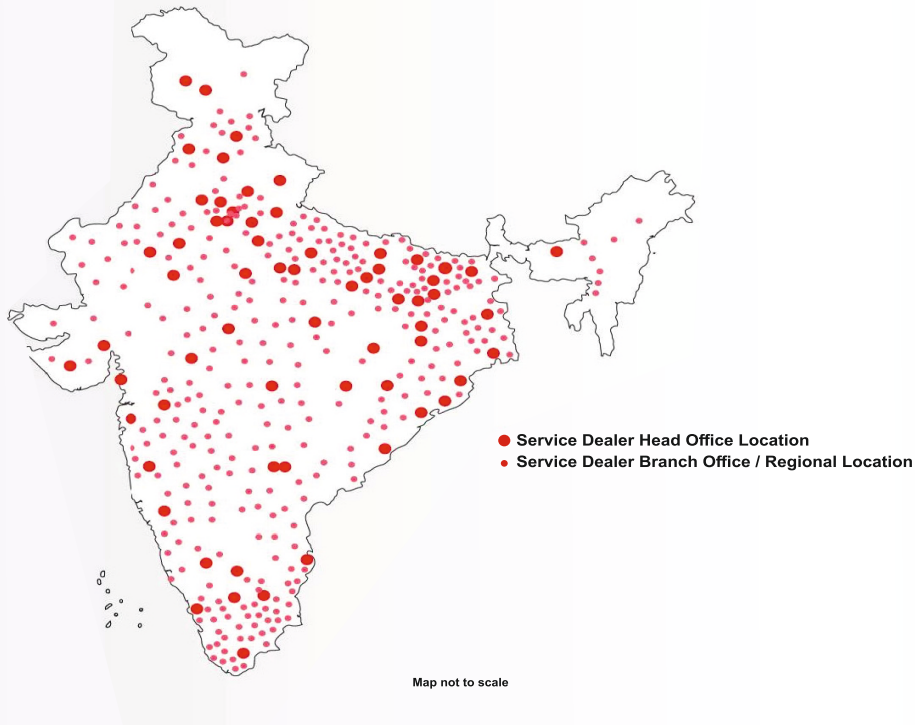 Service Dealer Head Office Location
Service Dealer Branch Office / Regional Location
Map not to scale